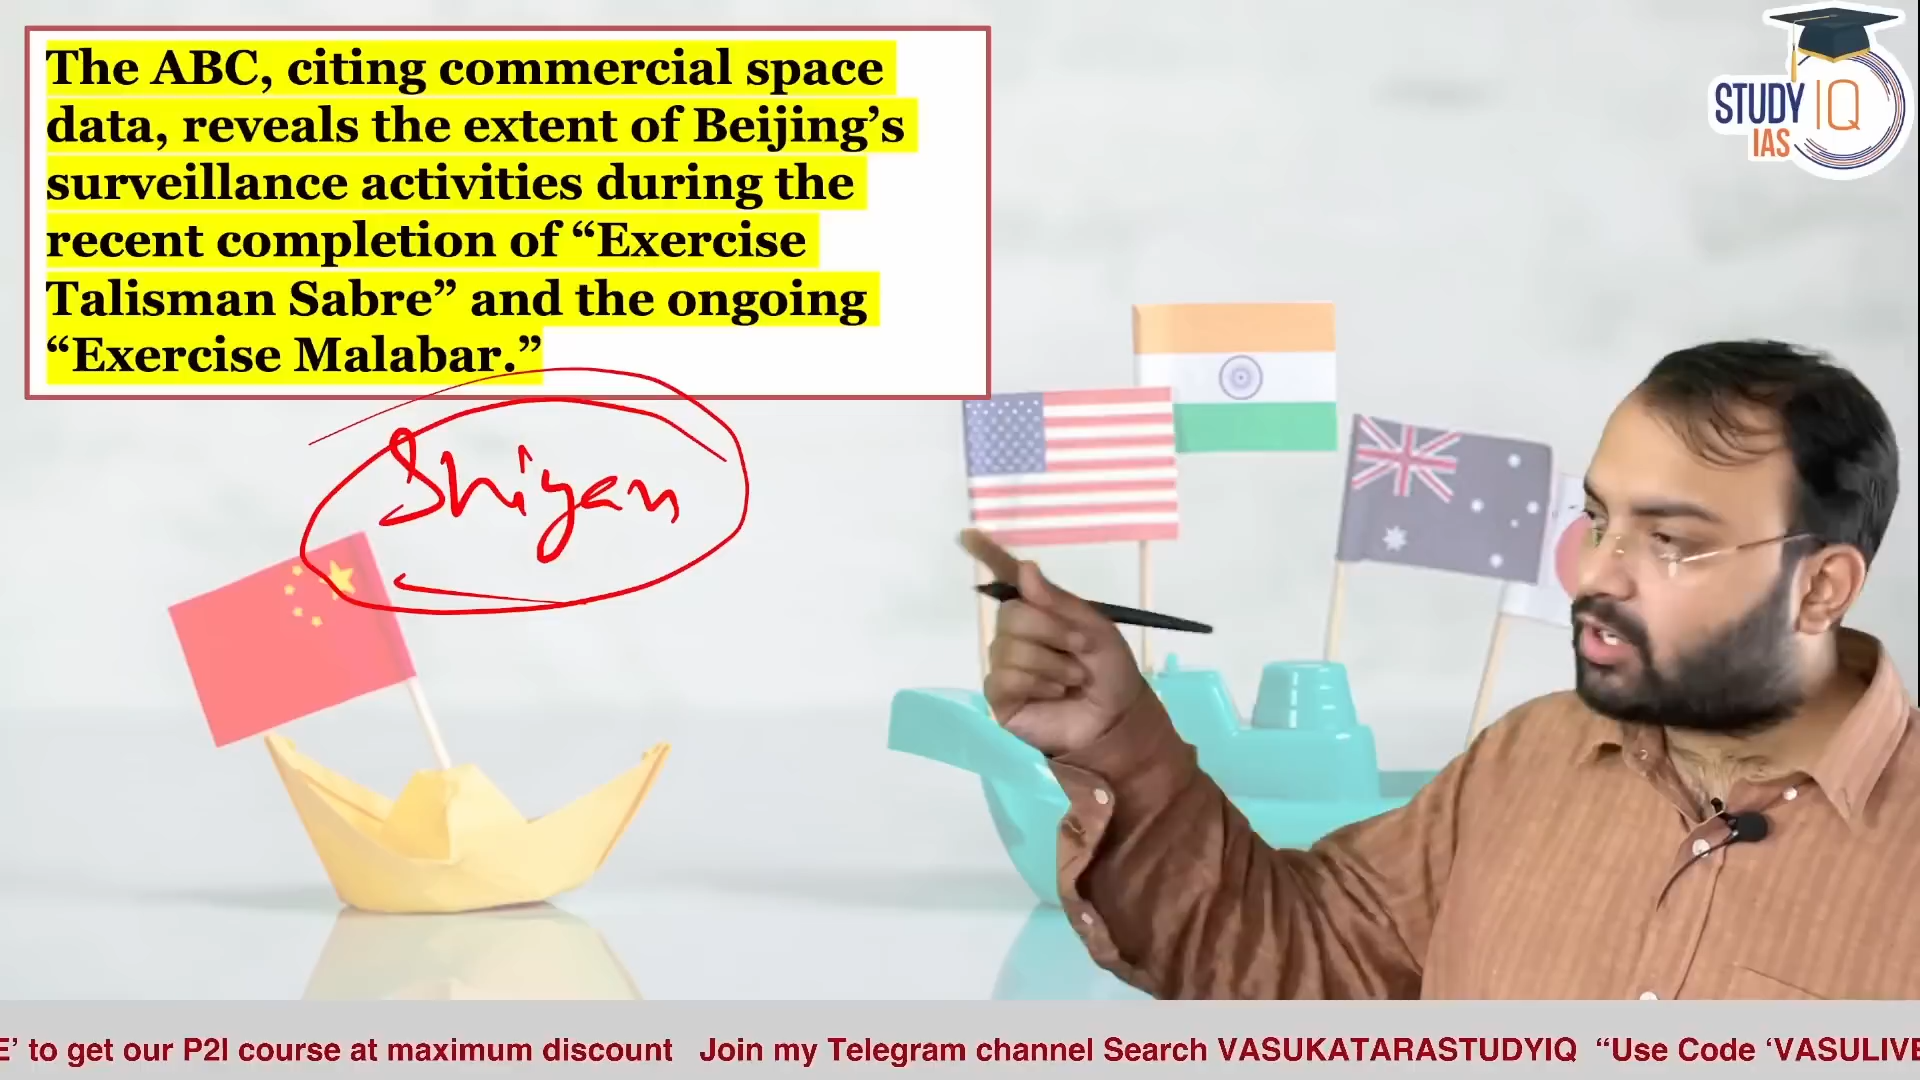 The ABC, citing commercial space
data, reveals the extent of Beijing’s
surveillance activities during the
recent completion of “Exercise
Talisman Sabre” and the ongoing
“Exercise Malabar.”
Shiyan
STUDY IQ
IAS
E’ to get our P2I course at maximum discount Join my Telegram channel Search VASUKATARASTUDYIQ “Use Code ‘VASULIVE